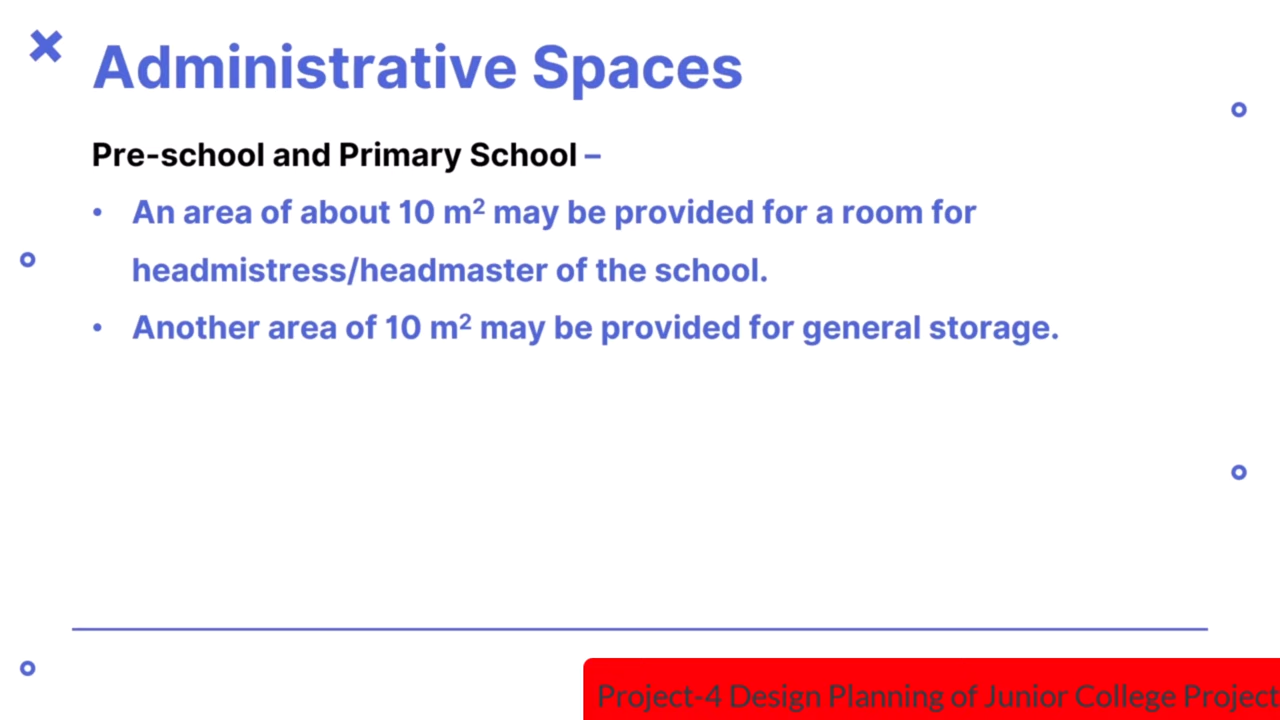 Administrative Spaces
Pre-school and Primary School –
• An area of about 10 m² may be provided for a room for
headmistress/headmaster of the school.
• Another area of 10 m² may be provided for general storage.
Project-4 Design Planning of Junior College Project